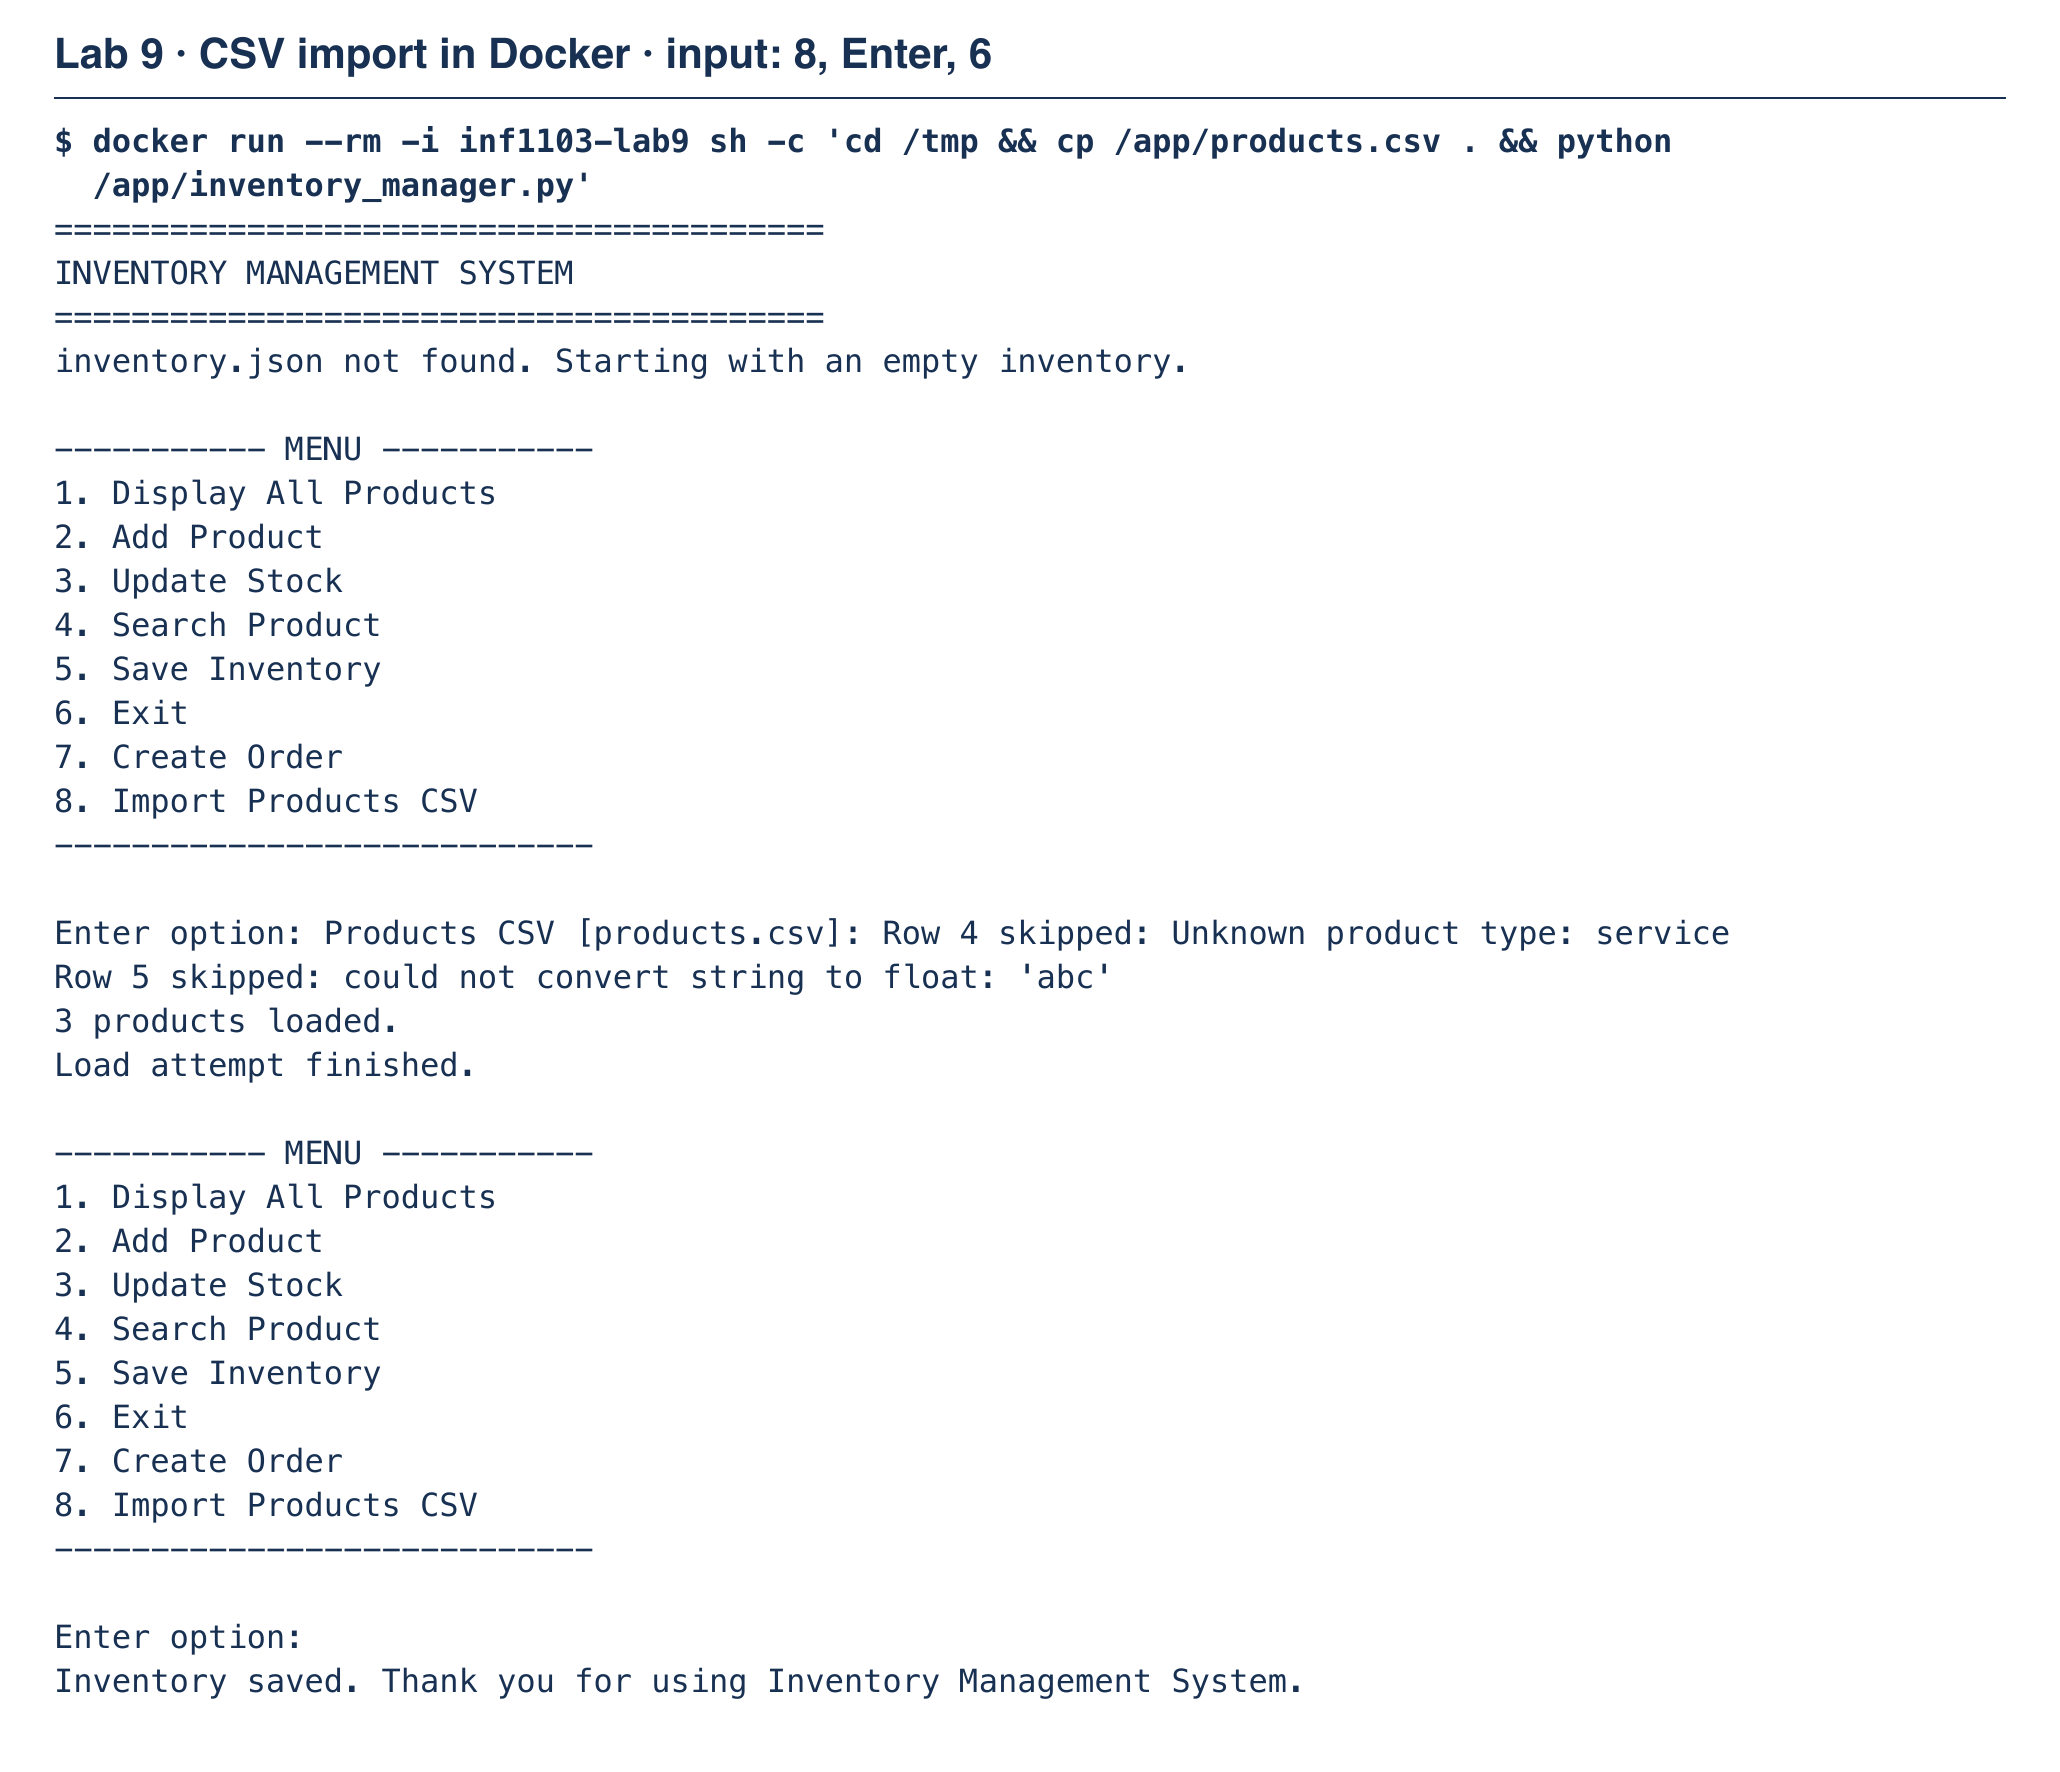 Lab 9 · CSV import in Docker · input: 8, Enter, 6
$ docker run --rm -i inf1103-lab9 sh -c 'cd /tmp && cp /app/products.csv . && python
  /app/inventory_manager.py'
========================================
INVENTORY MANAGEMENT SYSTEM
========================================
inventory.json not found. Starting with an empty inventory.

----------- MENU -----------
1. Display All Products
2. Add Product
3. Update Stock
4. Search Product
5. Save Inventory
6. Exit
7. Create Order
8. Import Products CSV
----------------------------

Enter option: Products CSV [products.csv]: Row 4 skipped: Unknown product type: service
Row 5 skipped: could not convert string to float: 'abc'
3 products loaded.
Load attempt finished.

----------- MENU -----------
1. Display All Products
2. Add Product
3. Update Stock
4. Search Product
5. Save Inventory
6. Exit
7. Create Order
8. Import Products CSV
----------------------------

Enter option:
Inventory saved. Thank you for using Inventory Management System.